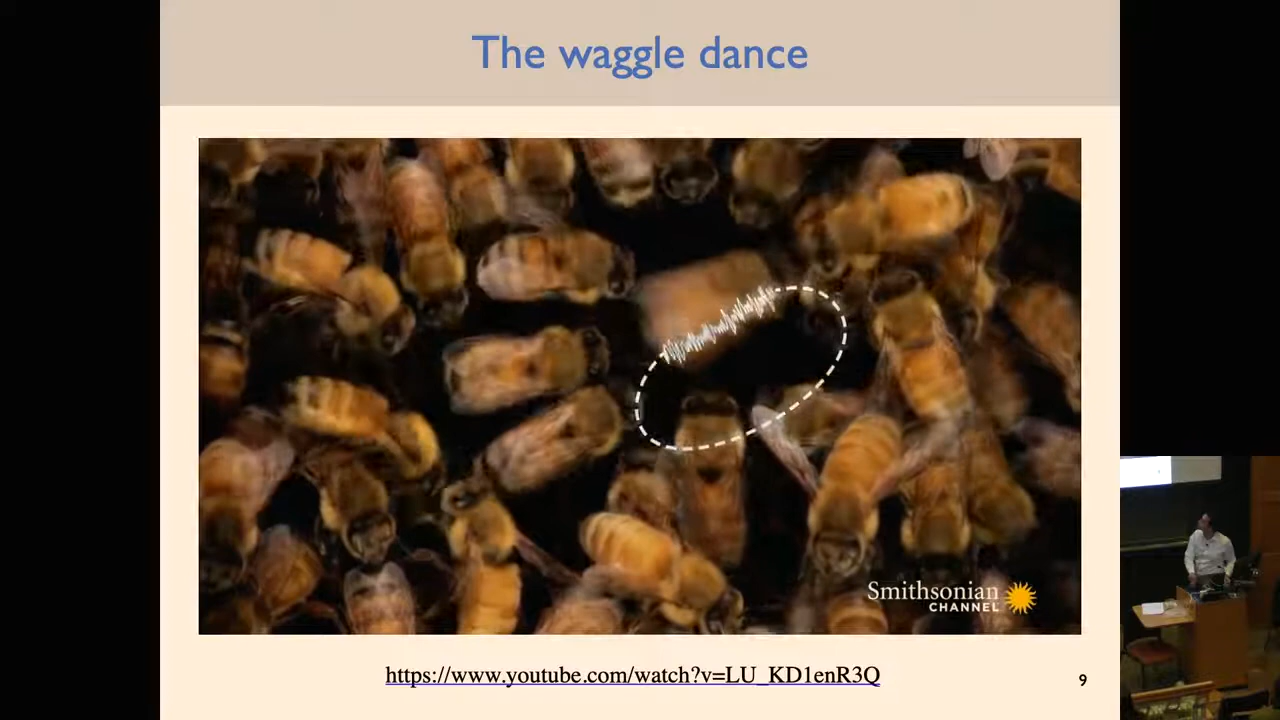 The waggle dance
Smithsonian
CHANNEL
https://www.youtube.com/watch?v=LU_KD1enR3Q
9